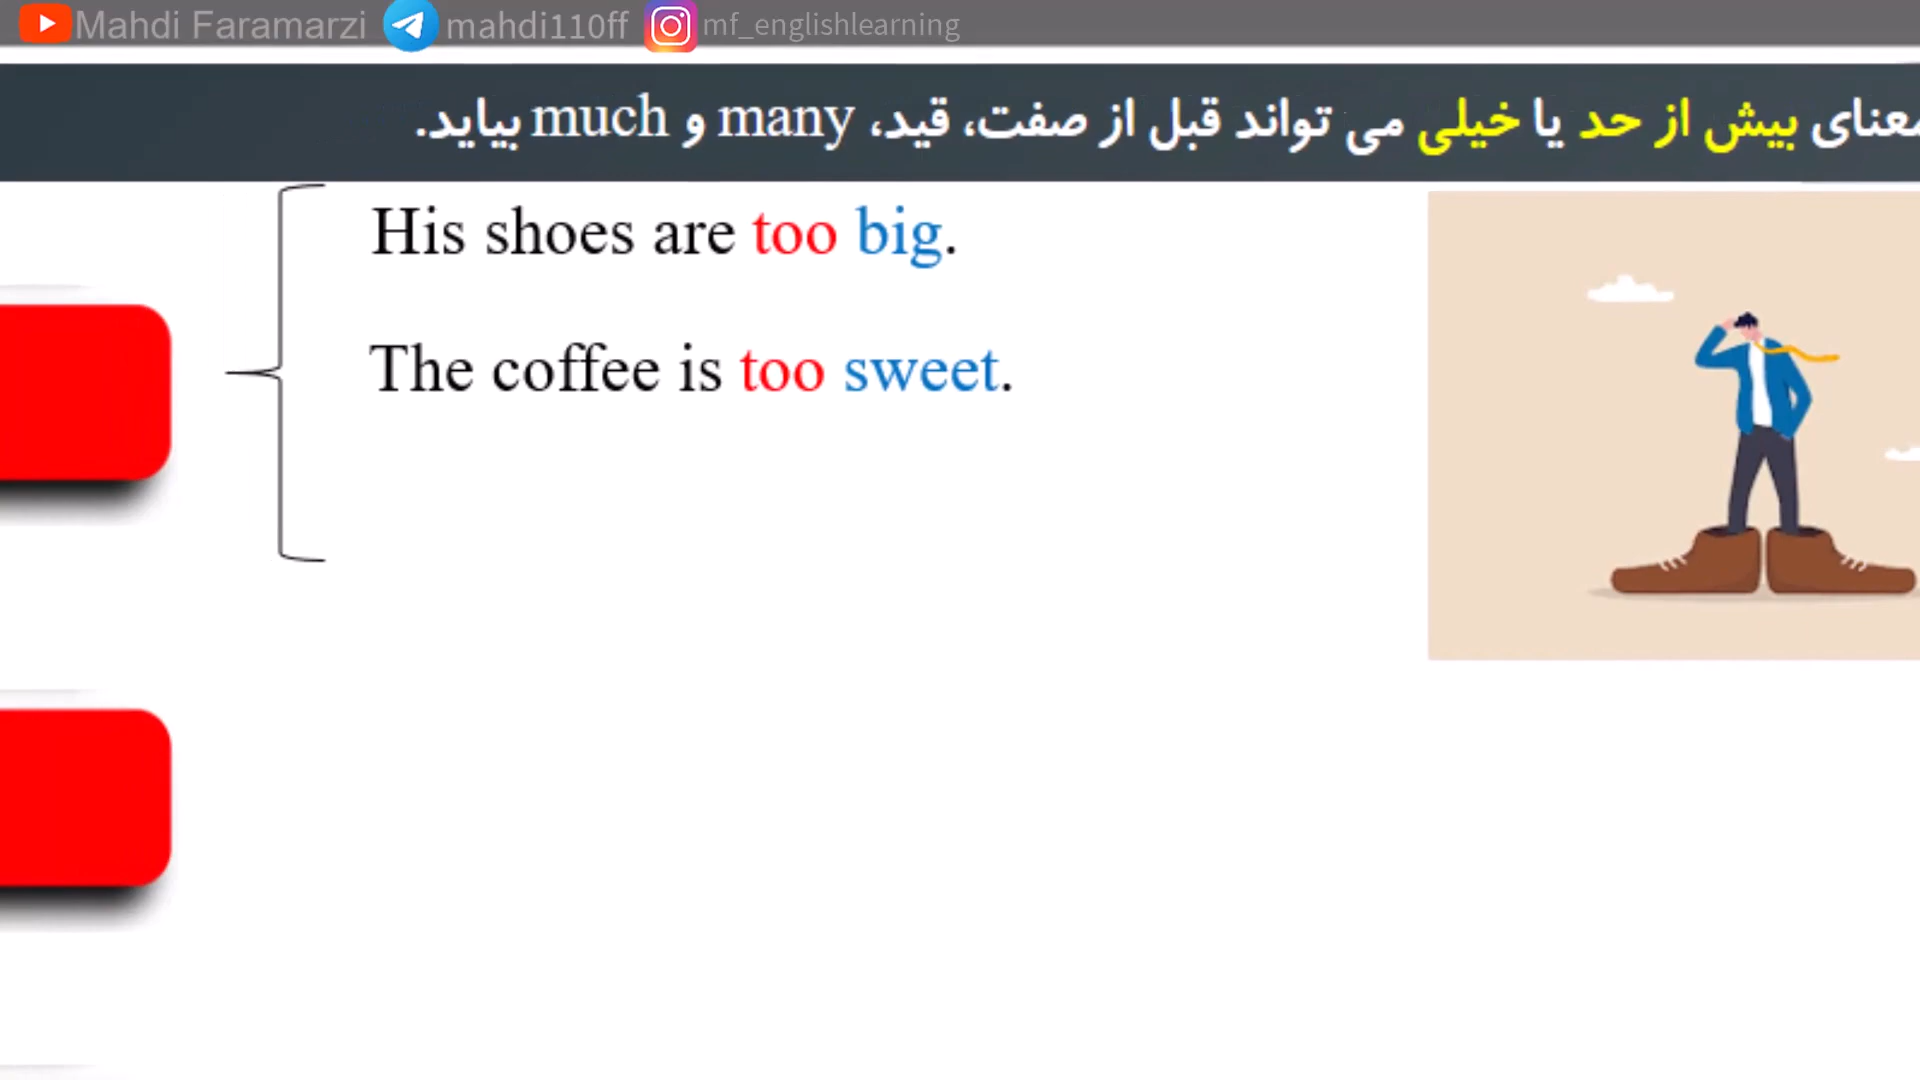 Mahdi Faramarzi mahdi110ff mf_englishlearning
معنای بیش از حد یا خیلی می تواند قبل از صفت، قید، many و much بیاید.
His shoes are too big.
The coffee is too sweet.